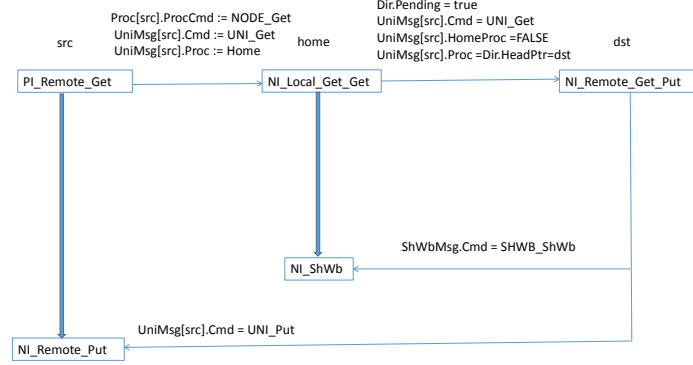 Dir.Pending = true
Proc[src].ProcCmd := NODE_Get
UniMsg[src].Cmd = UNI_Get
UniMsg[src].Cmd := UNI_Get
UniMsg[src].HomeProc =FALSE
src
home
dst
UniMsg[src].Proc := Home
UniMsg[src].Proc =Dir.HeadPtr=dst
PI_Remote_Get
NI_Local_Get_Get
NI_Remote_Get_Put
ShWbMsg.Cmd = SHWB_ShWb
NI_ShWb
UniMsg[src].Cmd = UNI_Put
NI_Remote_Put